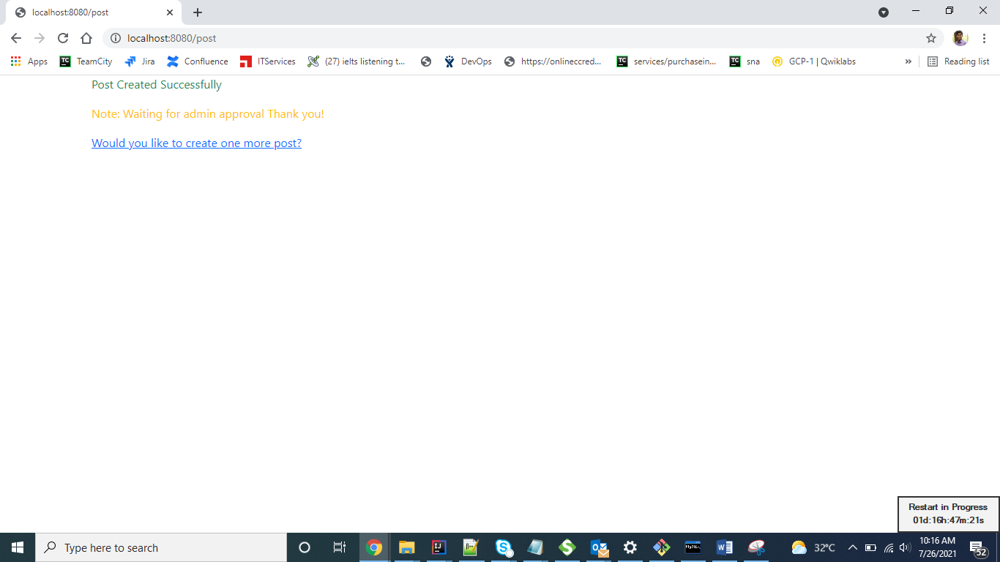 localhost:8080/post
localhost:8080/post
Apps TeamCity Jira Confluence ITServices (27) ielts listening t... DevOps https://onlineccred... services/purchasein... sna GCP-1 | Qwiklabs » Reading list
Post Created Successfully
Note: Waiting for admin approval Thank you!
Would you like to create one more post?
Restart in Progress
01d:16h:47m:21s
Type here to search
32°C
10:16 AM
7/26/2021
52